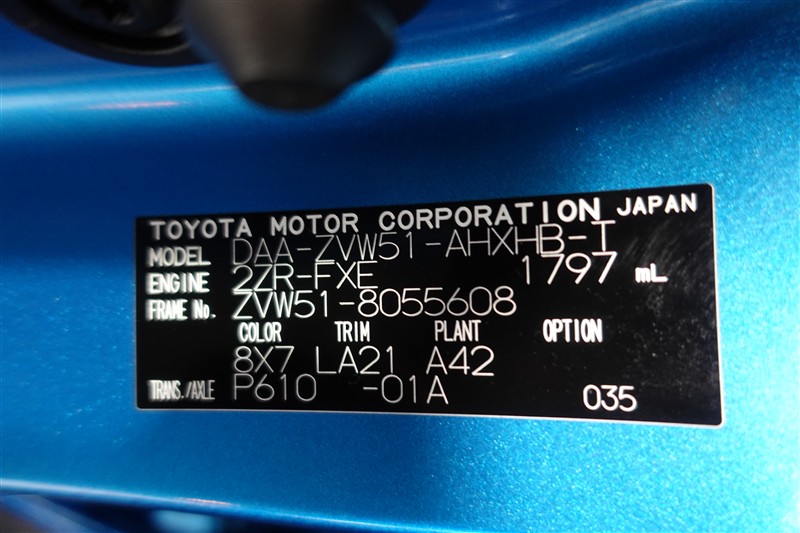 TOYOTA MOTOR CORPORATION JAPAN
MODEL DAA-ZVW51-AHXHB-T
ENGINE 2ZR-FXE 1797 mL
FRAME No. ZVW51-8055608
COLOR TRIM PLANT OPTION
8X7 LA21 A42
TRANS./AXLE P610 -01A 035